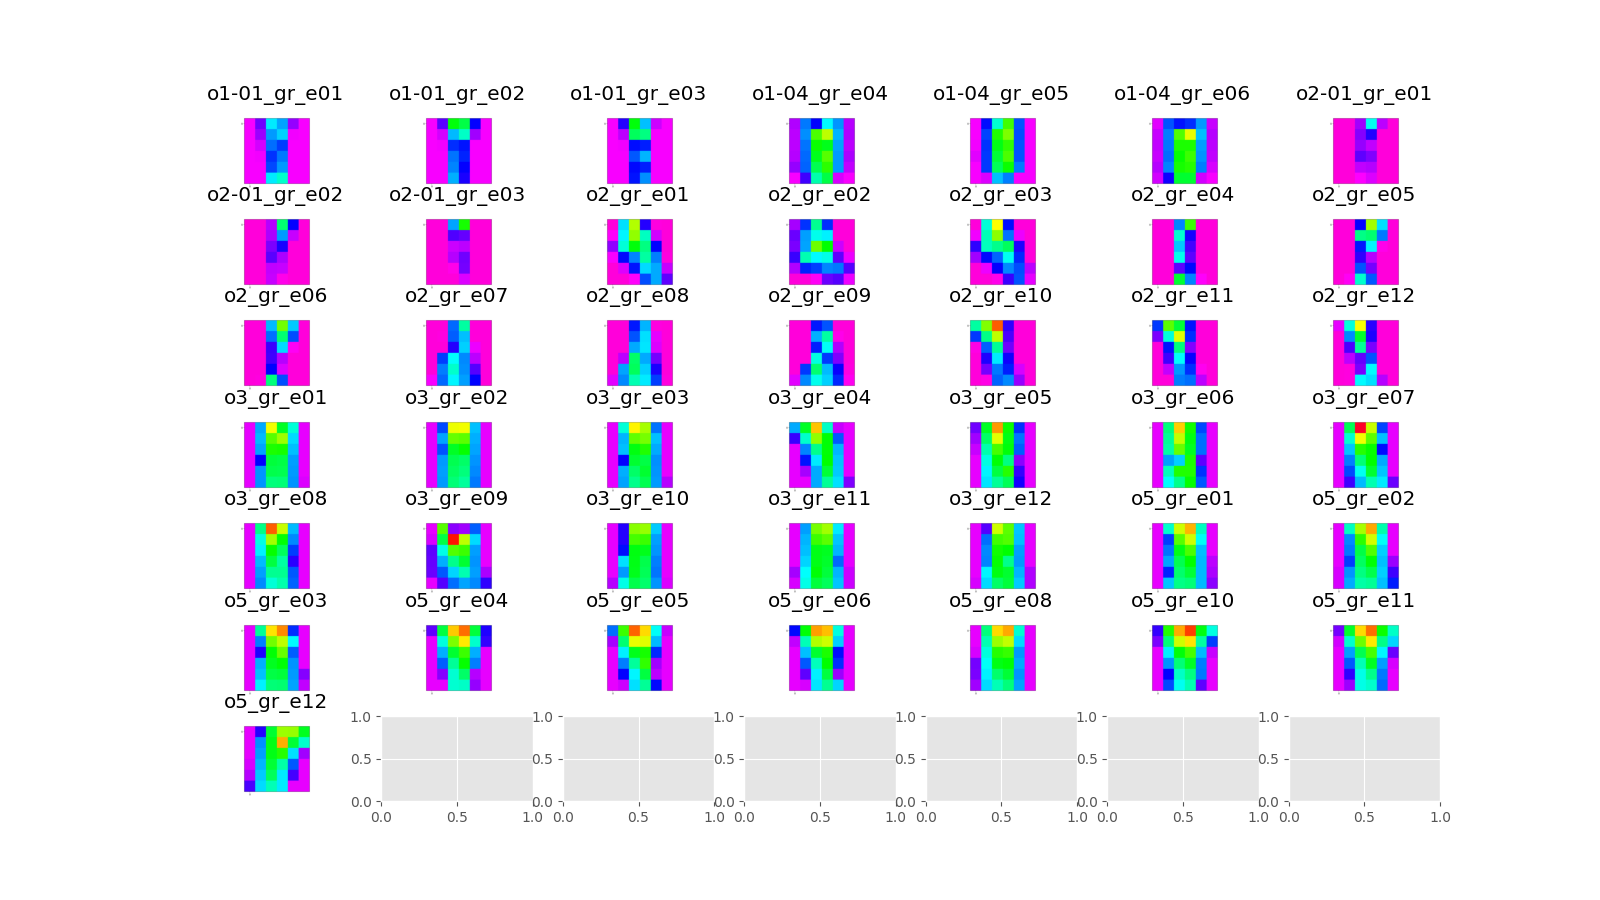 o1-01_gr_e01 o1-01_gr_e02 o1-01_gr_e03 o1-04_gr_e04 o1-04_gr_e05 o1-04_gr_e06 o2-01_gr_e01
o2-01_gr_e02 o2-01_gr_e03 o2_gr_e01 o2_gr_e02 o2_gr_e03 o2_gr_e04 o2_gr_e05
o2_gr_e06 o2_gr_e07 o2_gr_e08 o2_gr_e09 o2_gr_e10 o2_gr_e11 o2_gr_e12
o3_gr_e01 o3_gr_e02 o3_gr_e03 o3_gr_e04 o3_gr_e05 o3_gr_e06 o3_gr_e07
o3_gr_e08 o3_gr_e09 o3_gr_e10 o3_gr_e11 o3_gr_e12 o5_gr_e01 o5_gr_e02
o5_gr_e03 o5_gr_e04 o5_gr_e05 o5_gr_e06 o5_gr_e08 o5_gr_e10 o5_gr_e11
o5_gr_e12
1.0 1.0 1.0 1.0 1.0 1.0
0.5 0.5 0.5 0.5 0.5 0.5
0.0 0.0 0.0 0.0 0.0 0.0
0.0 0.5 1.0 0.0 0.5 1.0 0.0 0.5 1.0 0.0 0.5 1.0 0.0 0.5 1.0 0.0 0.5 1.0